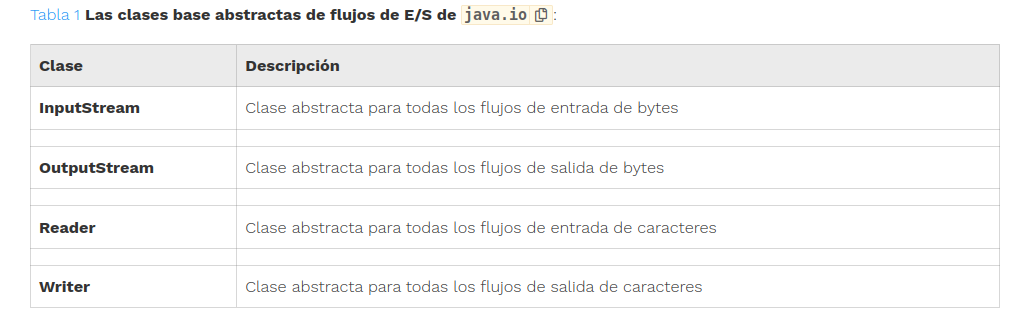 Tabla 1 Las clases base abstractas de flujos de E/S de java.io:
Clase Descripción
InputStream Clase abstracta para todas los flujos de entrada de bytes
OutputStream Clase abstracta para todas los flujos de salida de bytes
Reader Clase abstracta para todas los flujos de entrada de caracteres
Writer Clase abstracta para todas los flujos de salida de caracteres